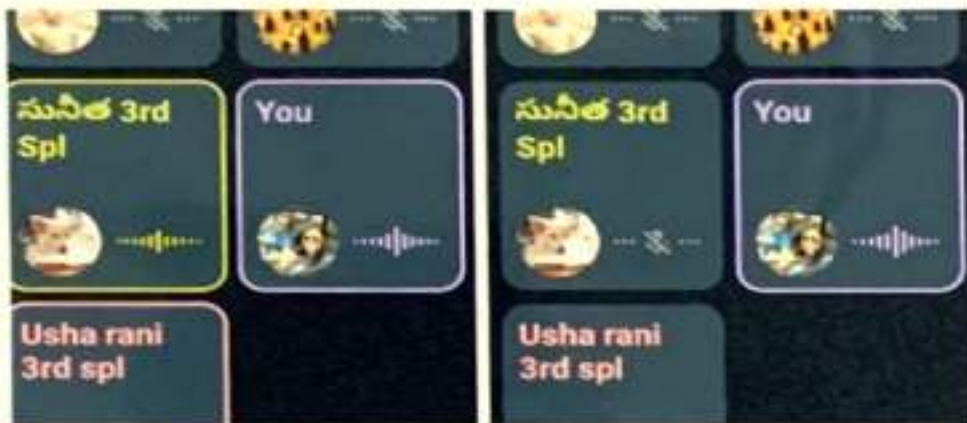 సునీత 3rd
Spl
You
Usha rani
3rd spl
సునీత 3rd
Spl
You
Usha rani
3rd spl